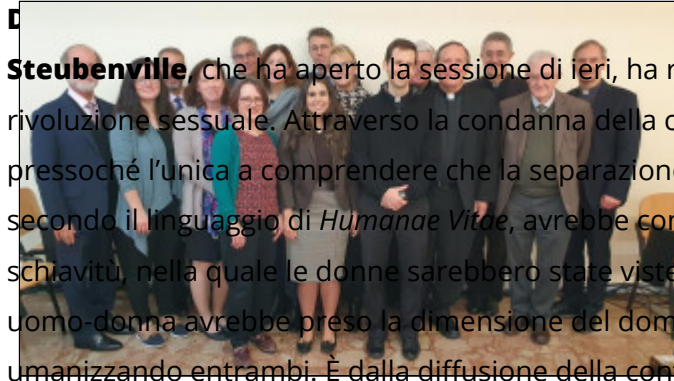 D
Steubenville, che ha aperto la sessione di ieri, ha r
rivoluzione sessuale. Attraverso la condanna della c
pressoché l’unica a comprendere che la separazione
secondo il linguaggio di Humanae Vitae, avrebbe con
schiavitù, nella quale le donne sarebbero state viste
uomo-donna avrebbe preso la dimensione del dom
umanizzando entrambi. È dalla diffusione della con